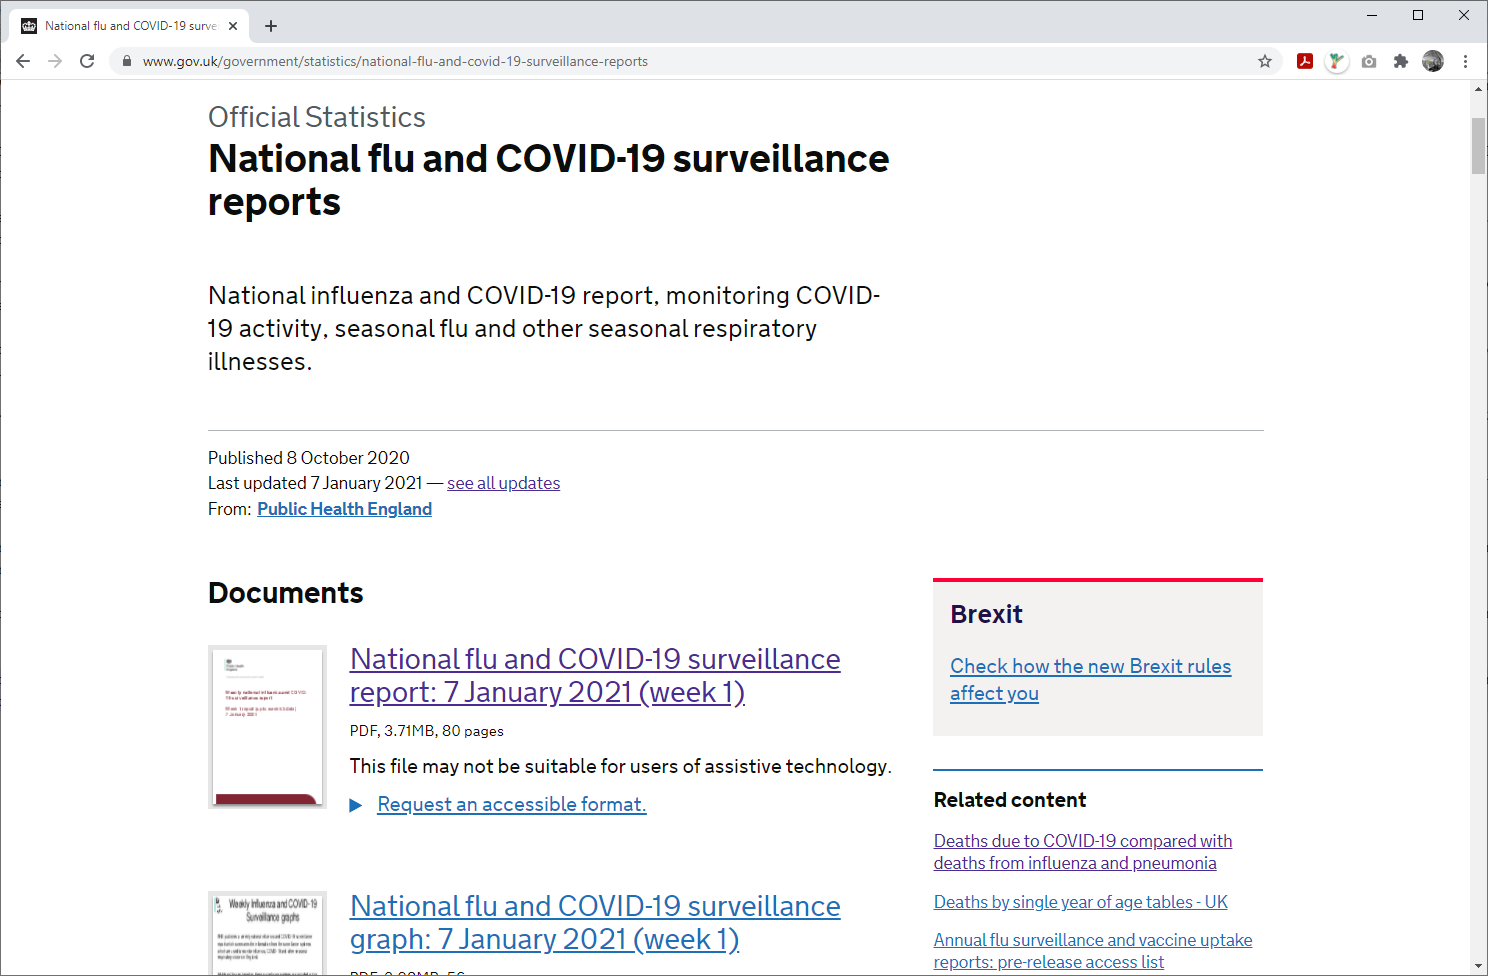 National flu and COVID-19 surve
www.gov.uk/government/statistics/national-flu-and-covid-19-surveillance-reports
Official Statistics
National flu and COVID-19 surveillance
reports
National influenza and COVID-19 report, monitoring COVID-
19 activity, seasonal flu and other seasonal respiratory
illnesses.
Published 8 October 2020
Last updated 7 January 2021 — see all updates
From: Public Health England
Documents
National flu and COVID-19 surveillance
report: 7 January 2021 (week 1)
PDF, 3.71MB, 80 pages
This file may not be suitable for users of assistive technology.
Request an accessible format.
Weekly Influenza and COVID-19
Surveillance graphs
National flu and COVID-19 surveillance
graph: 7 January 2021 (week 1)
Brexit
Check how the new Brexit rules
affect you
Related content
Deaths due to COVID-19 compared with
deaths from influenza and pneumonia
Deaths by single year of age tables - UK
Annual flu surveillance and vaccine uptake
reports: pre-release access list